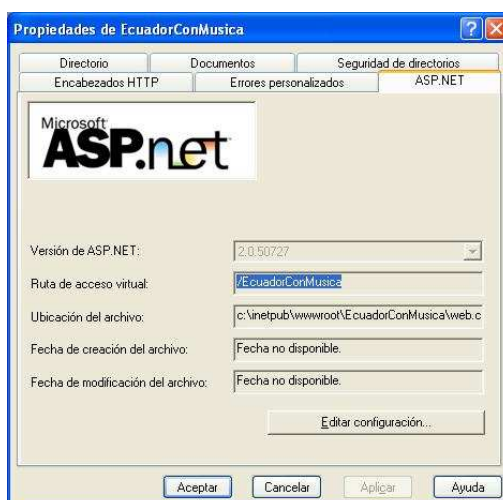 Propiedades de EcuadorConMusica
Directorio Documentos Seguridad de directorios
Encabezados HTTP Errores personalizados ASP.NET
Microsoft
ASP.net
Versión de ASP.NET: 2.0.50727
Ruta de acceso virtual: /EcuadorConMusica
Ubicación del archivo: c:\inetpub\wwwroot\EcuadorConMusica\web.c
Fecha de creación del archivo: Fecha no disponible.
Fecha de modificación del archivo: Fecha no disponible.
Editar configuración...
Aceptar Cancelar Aplicar Ayuda